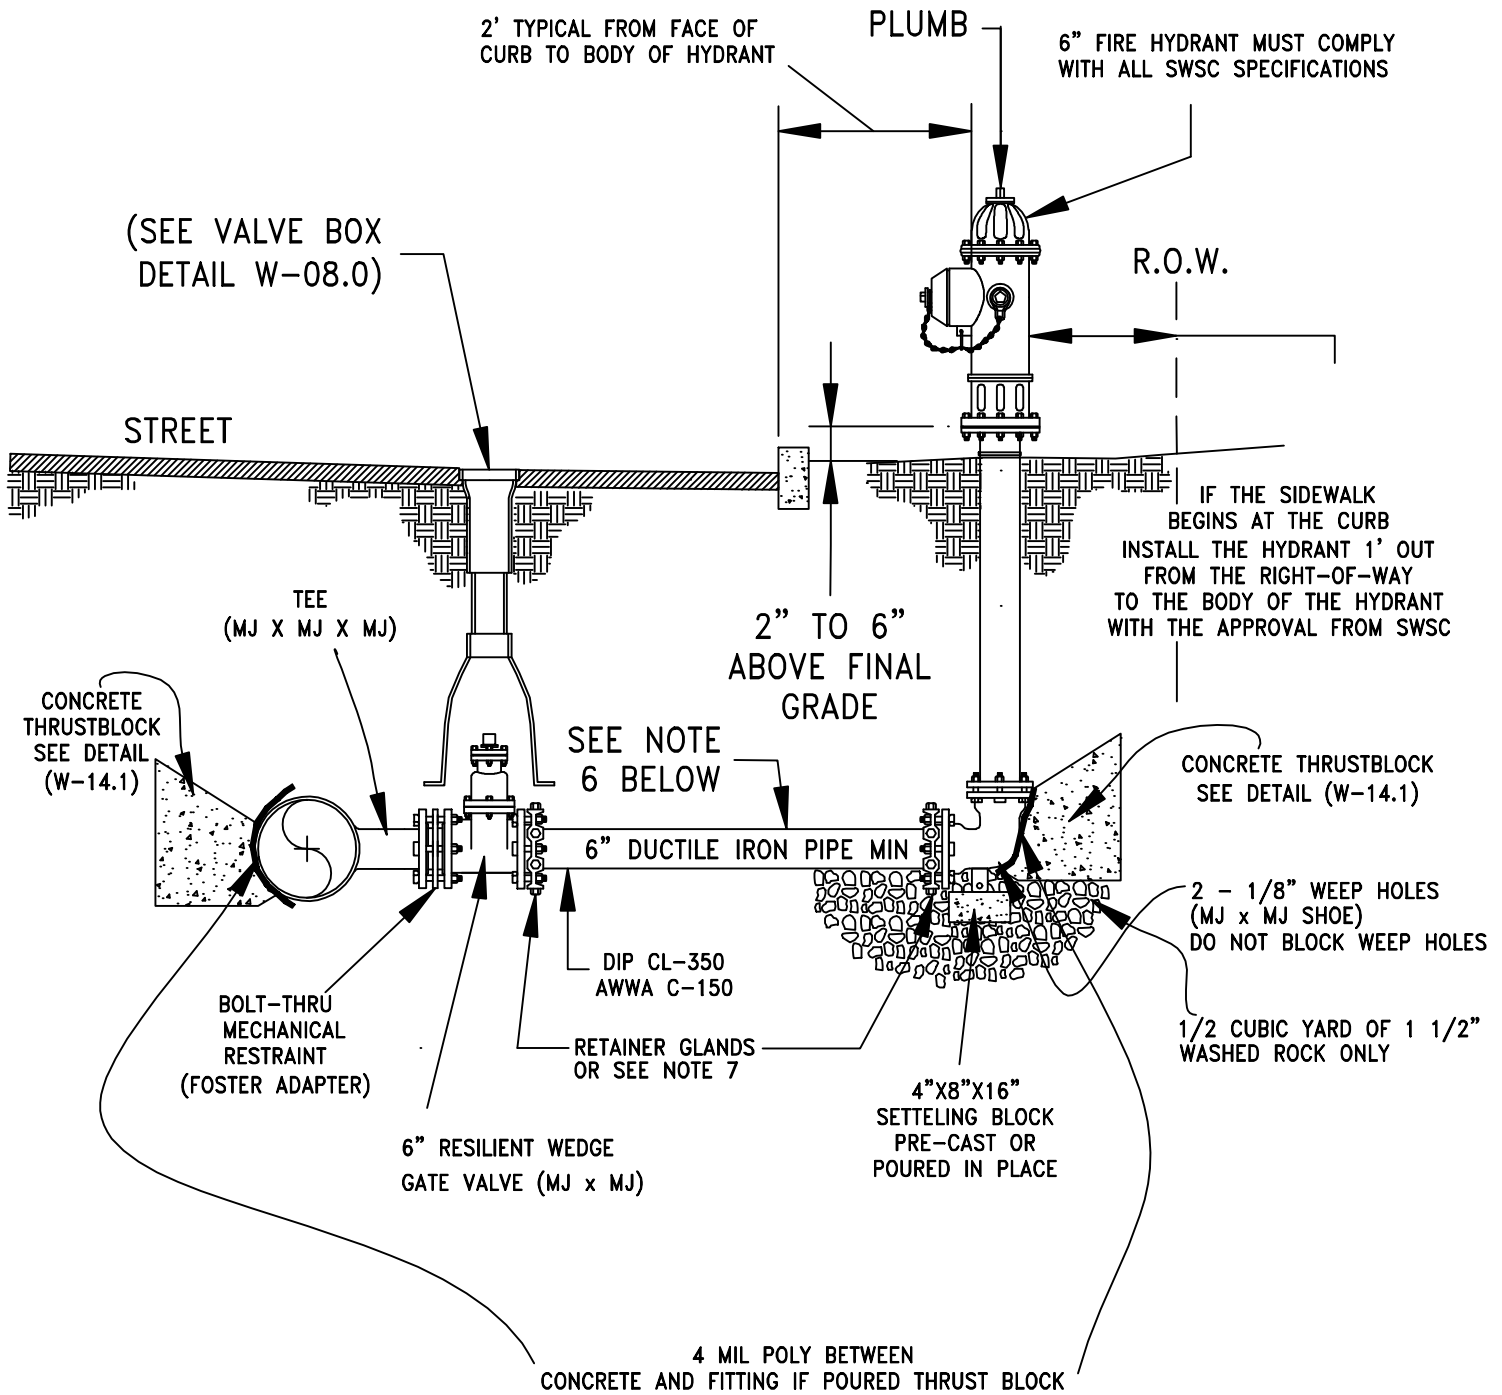 2' TYPICAL FROM FACE OF
CURB TO BODY OF HYDRANT
PLUMB
6" FIRE HYDRANT MUST COMPLY
WITH ALL SWSC SPECIFICATIONS
(SEE VALVE BOX
DETAIL W-08.0)
R.O.W.
STREET
IF THE SIDEWALK
BEGINS AT THE CURB
INSTALL THE HYDRANT 1' OUT
FROM THE RIGHT-OF-WAY
TO THE BODY OF THE HYDRANT
WITH THE APPROVAL FROM SWSC
TEE
(MJ X MJ X MJ)
2" TO 6"
ABOVE FINAL
GRADE
CONCRETE
THRUSTBLOCK
SEE DETAIL
(W-14.1)
SEE NOTE
6 BELOW
CONCRETE THRUSTBLOCK
SEE DETAIL (W-14.1)
6" DUCTILE IRON PIPE MIN
2 - 1/8" WEEP HOLES
(MJ x MJ SHOE)
DO NOT BLOCK WEEP HOLES
DIP CL-350
AWWA C-150
BOLT-THRU
MECHANICAL
RESTRAINT
(FOSTER ADAPTER)
RETAINER GLANDS
OR SEE NOTE 7
1/2 CUBIC YARD OF 1 1/2"
WASHED ROCK ONLY
4"X8"X16"
SETTELING BLOCK
PRE-CAST OR
POURED IN PLACE
6" RESILIENT WEDGE
GATE VALVE (MJ x MJ)
4 MIL POLY BETWEEN
CONCRETE AND FITTING IF POURED THRUST BLOCK